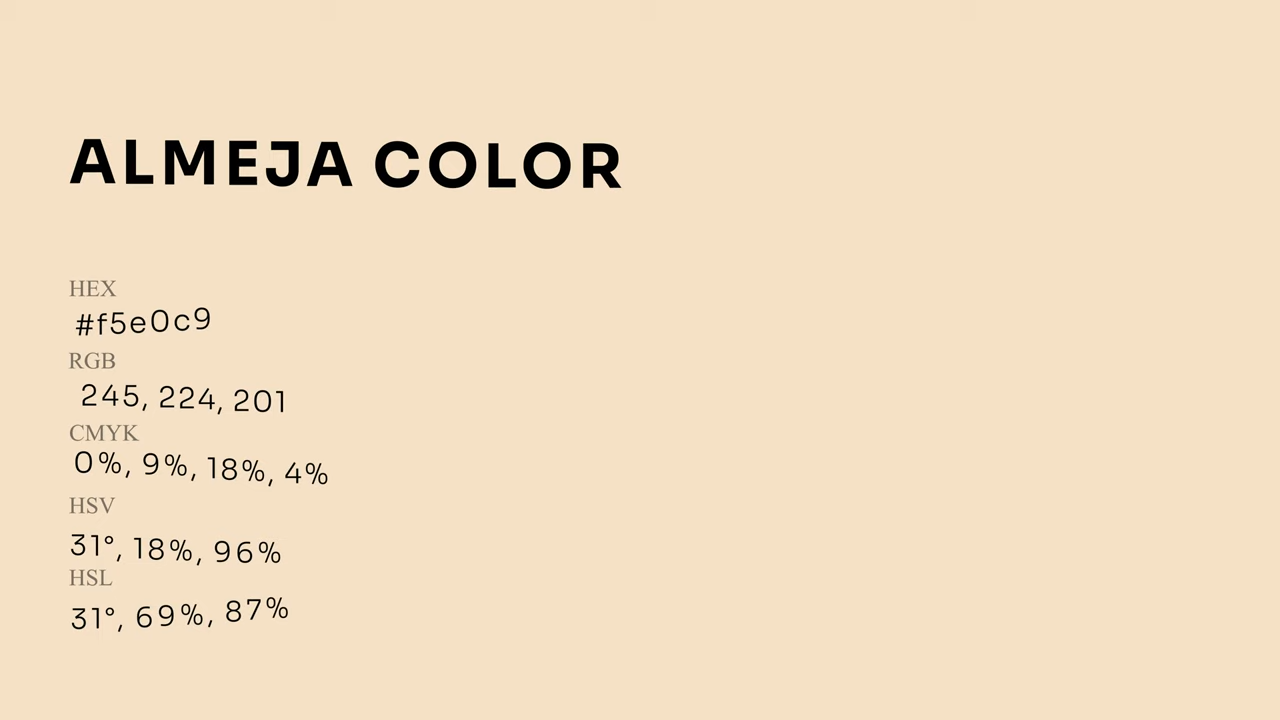 ALMEJA COLOR
HEX
#f5e0c9
RGB
245, 224, 201
CMYK
0%, 9%, 18%, 4%
HSV
31°, 18%, 96%
HSL
31°, 69%, 87%